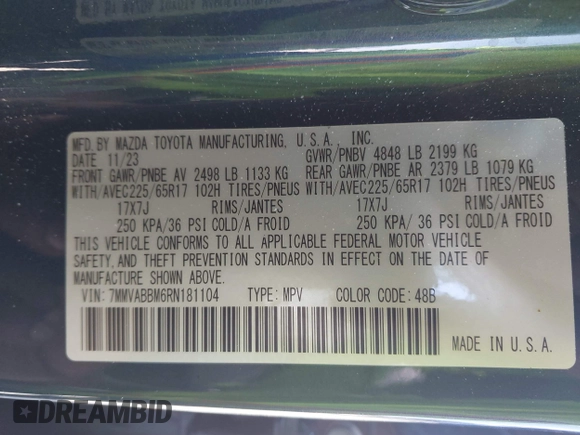 MFD. BY MAZDA TOYOTA MANUFACTURING, U.S.A., INC.
DATE 11/23 GVWR/PNBV 4848 LB 2199 KG
FRONT GAWR/PNBE AV 2498 LB 1133 KG REAR GAWR/PNBE AR 2379 LB 1079 KG
WITH/AVEC225/65R17 102H TIRES/PNEUS WITH/AVEC225/65R17 102H TIRES/PNEUS
17X7J RIMS/JANTES 17X7J RIMS/JANTES
250 KPA/36 PSI COLD/A FROID 250 KPA/36 PSI COLD/A FROID
THIS VEHICLE CONFORMS TO ALL APPLICABLE FEDERAL MOTOR VEHICLE
SAFETY, AND THEFT PREVENTION STANDARDS IN EFFECT ON THE DATE OF
MANUFACTURE SHOWN ABOVE.
VIN: 7MMVABBM6RN181104 TYPE: MPV COLOR CODE: 48B
MADE IN U.S.A.
DREAMBID